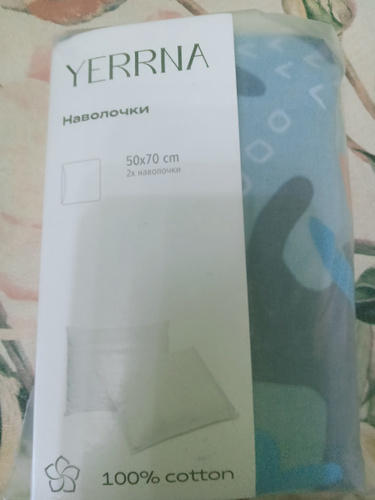 YERRNA
Наволочки
50x70 cm
2x наволочки
100% cotton